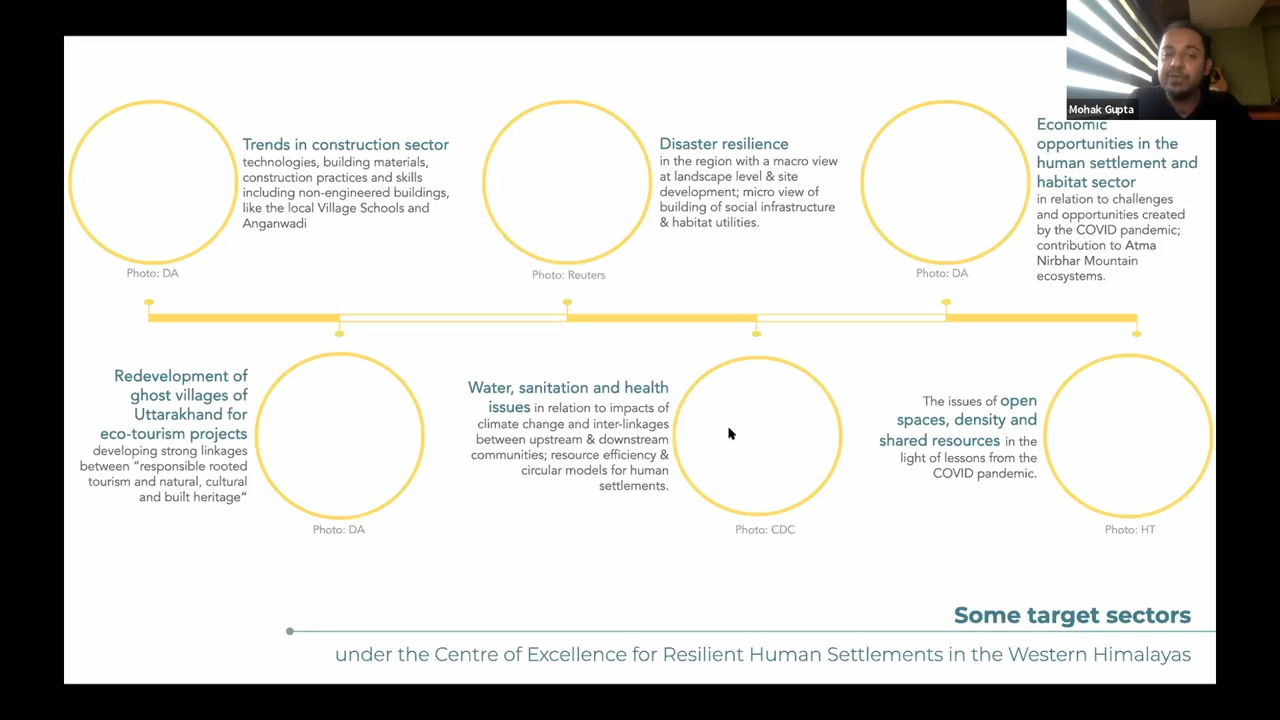 Mohak Gupta
Trends in construction sector
technologies, building materials,
construction practices and skills
including non-engineered buildings,
like the local Village Schools and
Anganwadi
Photo: DA
Disaster resilience
in the region with a macro view
at landscape level & site
development; micro view of
building of social infrastructure
& habitat utilities.
Photo: Reuters
Economic
opportunities in the
human settlement and
habitat sector
in relation to challenges
and opportunities created
by the COVID pandemic;
contribution to Atma
Nirbhar Mountain
ecosystems.
Photo: DA
Redevelopment of
ghost villages of
Uttarakhand for
eco-tourism projects
developing strong linkages
between “responsible rooted
tourism and natural, cultural
and built heritage”
Photo: DA
Water, sanitation and health
issues in relation to impacts of
climate change and inter-linkages
between upstream & downstream
communities; resource efficiency &
circular models for human
settlements.
Photo: CDC
The issues of open
spaces, density and
shared resources in the
light of lessons from the
COVID pandemic.
Photo: HT
Some target sectors
under the Centre of Excellence for Resilient Human Settlements in the Western Himalayas